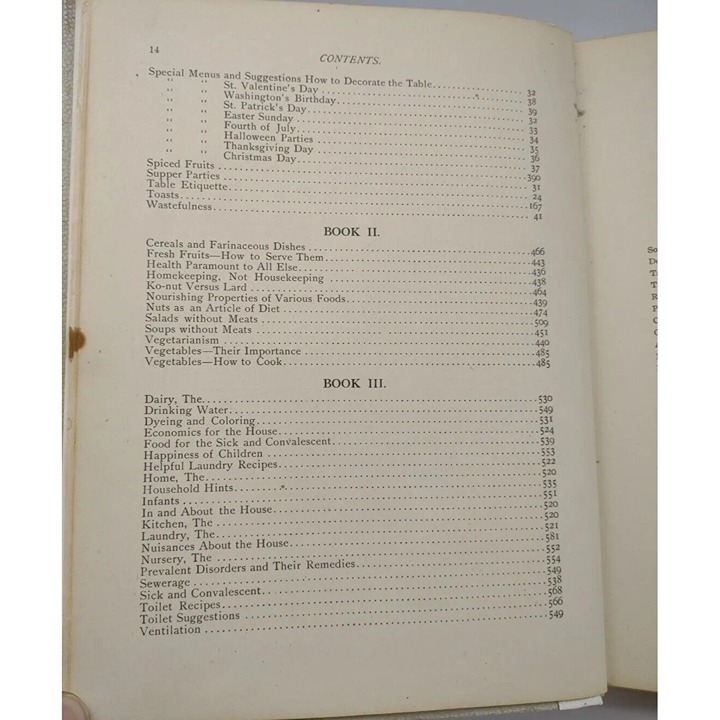 14
CONTENTS.
Special Menus and Suggestions How to Decorate the Table....32
" " St. Valentine's Day....38
" " Washington's Birthday....39
" " St. Patrick's Day....32
" " Easter Sunday....33
" " Fourth of July....34
" " Halloween Parties....35
" " Thanksgiving Day....36
" " Christmas Day....37
Spiced Fruits....390
Supper Parties....31
Table Etiquette....24
Toasts....167
Wastefulness....41
BOOK II.
Cereals and Farinaceous Dishes....466
Fresh Fruits—How to Serve Them....443
Health Paramount to All Else....436
Homekeeping, Not Housekeeping....438
Ko-nut Versus Lard....464
Nourishing Properties of Various Foods....439
Nuts as an Article of Diet....474
Salads without Meats....509
Soups without Meats....451
Vegetarianism....440
Vegetables—Their Importance....485
Vegetables—How to Cook....485
BOOK III.
Dairy, The....530
Drinking Water....549
Dyeing and Coloring....531
Economics for the House....524
Food for the Sick and Convalescent....539
Happiness of Children....553
Helpful Laundry Recipes....522
Home, The....520
Household Hints....535
Infants....551
In and About the House....520
Kitchen, The....520
Laundry, The....521
Nuisances About the House....581
Nursery, The....552
Prevalent Disorders and Their Remedies....554
Sewerage....549
Sick and Convalescent....538
Toilet Recipes....568
Toilet Suggestions....566
Ventilation....549